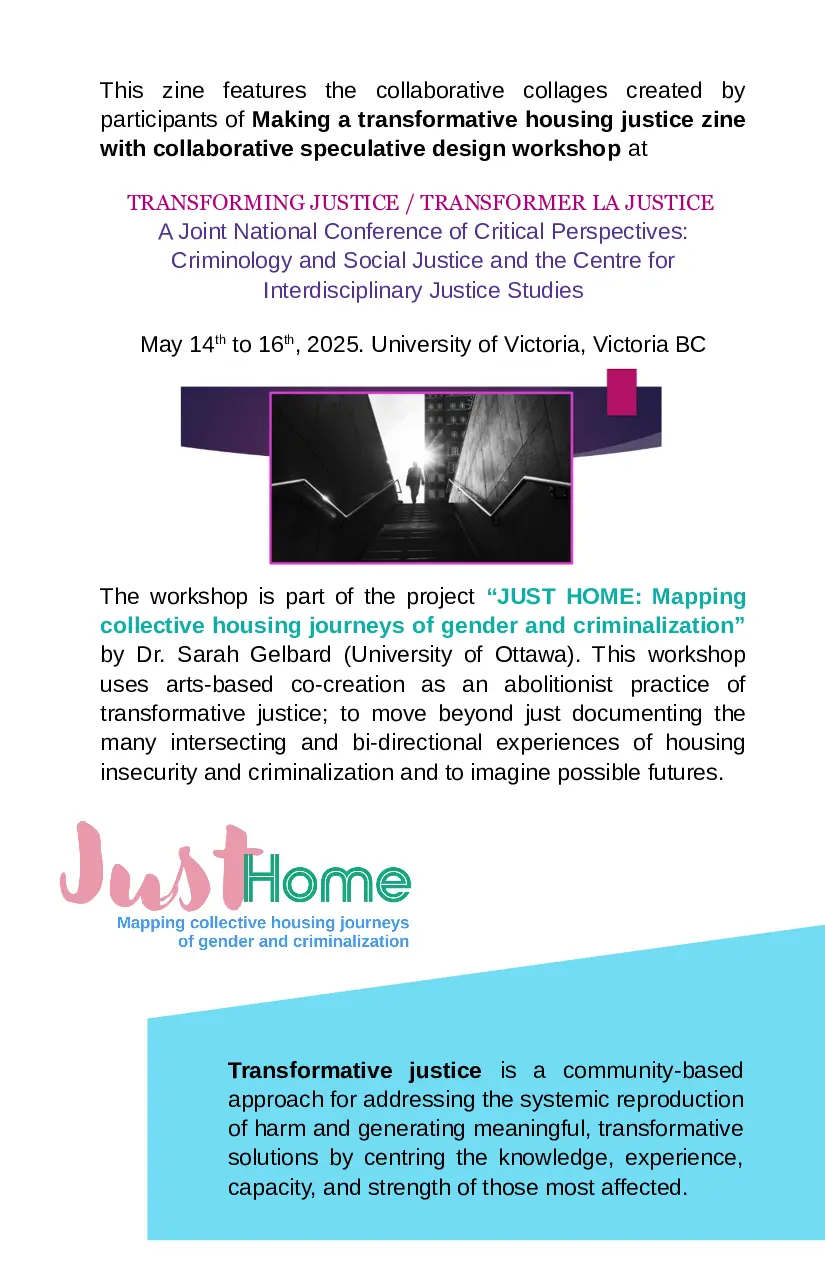 This zine features the collaborative collages created by
participants of Making a transformative housing justice zine
with collaborative speculative design workshop at
TRANSFORMING JUSTICE / TRANSFORMER LA JUSTICE
A Joint National Conference of Critical Perspectives:
Criminology and Social Justice and the Centre for
Interdisciplinary Justice Studies
May 14th to 16th, 2025. University of Victoria, Victoria BC
The workshop is part of the project “JUST HOME: Mapping
collective housing journeys of gender and criminalization”
by Dr. Sarah Gelbard (University of Ottawa). This workshop
uses arts-based co-creation as an abolitionist practice of
transformative justice; to move beyond just documenting the
many intersecting and bi-directional experiences of housing
insecurity and criminalization and to imagine possible futures.
Just Home
Mapping collective housing journeys
of gender and criminalization
Transformative justice is a community-based
approach for addressing the systemic reproduction
of harm and generating meaningful, transformative
solutions by centring the knowledge, experience,
capacity, and strength of those most affected.